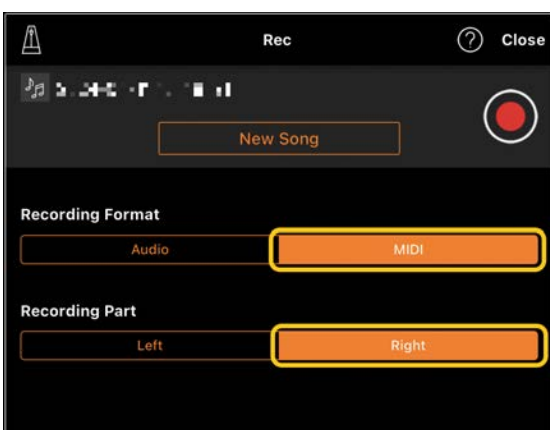 Rec
? Close
New Song
Recording Format
Audio MIDI
Recording Part
Left Right